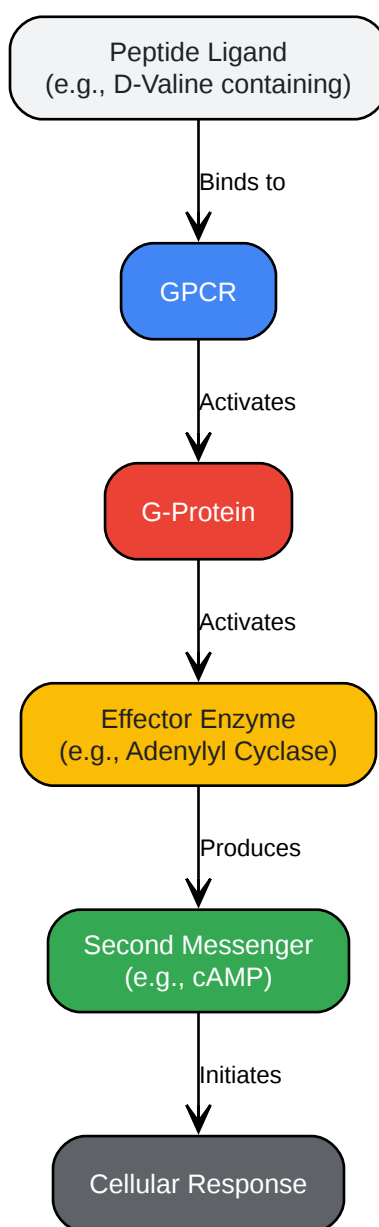 Peptide Ligand
(e.g., D-Valine containing)
Binds to
GPCR
Activates
G-Protein
Activates
Effector Enzyme
(e.g., Adenylyl Cyclase)
Produces
Second Messenger
(e.g., cAMP)
Initiates
Cellular Response